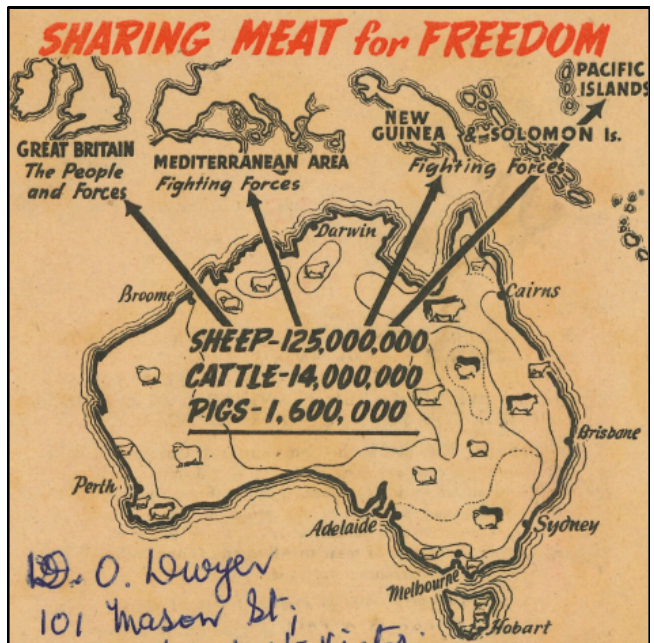 SHARING MEAT for FREEDOM
PACIFIC
ISLANDS
NEW
GUINEA & SOLOMON Is.
Fighting Forces
GREAT BRITAIN
The People
and Forces
MEDITERRANEAN AREA
Fighting Forces
Darwin
Broome
Cairns
SHEEP-125,000,000
CATTLE-14,000,000
PIGS-1,600,000
Brisbane
Perth
Adelaide
Sydney
Melbourne
Hobart
D. O. Dwyer
101 Mason St;